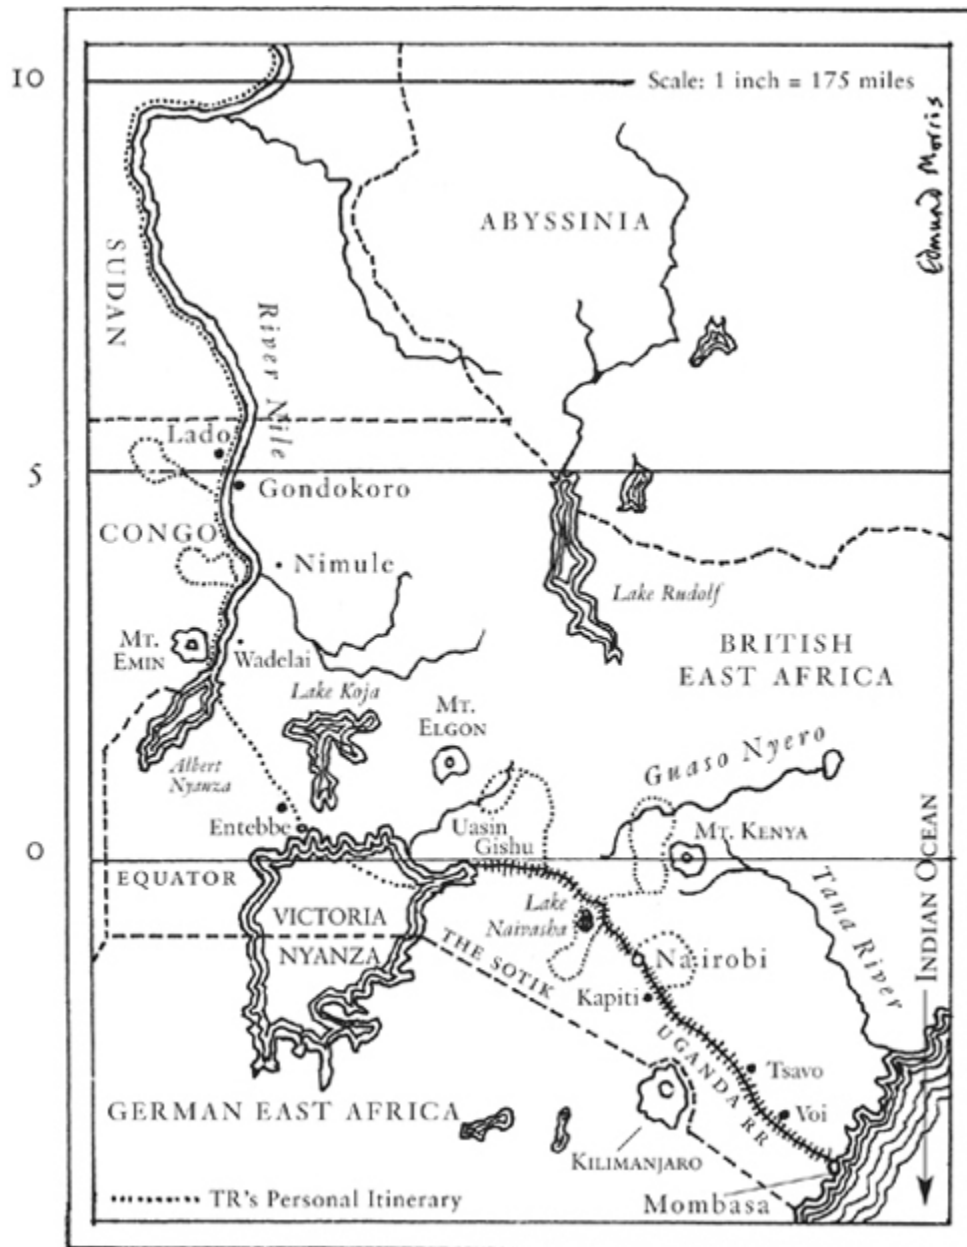 10
Scale: 1 inch = 175 miles
Edmund Morris
ABYSSINIA
SUDAN
River Nile
Lado
5
Gondokoro
CONGO
Nimule
Lake Rudolf
MT.
EMIN
Wadelai
BRITISH
EAST AFRICA
Lake Koja
MT.
ELGON
Albert
Nyanza
Guaso Nyero
Entebbe
Uasin
Gishu
MT. KENYA
0
EQUATOR
INDIAN OCEAN
Lake
Naivasha
Tana River
VICTORIA
NYANZA
THE SOTIK
Nairobi
Kapiti
UGANDA RR
Tsavo
GERMAN EAST AFRICA
Voi
KILIMANJARO
TR's Personal Itinerary
Mombasa